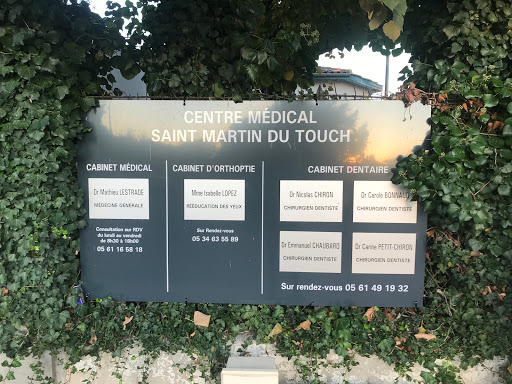 CENTRE MÉDICAL
SAINT MARTIN DU TOUCH
CABINET MÉDICAL
Dr Mathieu LESTRADE
MÉDECINE GÉNÉRALE
Consultation sur RDV
du lundi au vendredi
de 8h30 à 18h00
05 61 16 58 18
CABINET D'ORTHOPTIE
Mme Isabelle LOPEZ
RÉÉDUCATION DES YEUX
Sur Rendez-vous
05 34 63 55 89
CABINET DENTAIRE
Dr Nicolas CHIRON
CHIRURGIEN DENTISTE
Dr Carole BONNAUD
CHIRURGIEN DENTISTE
Dr Emmanuel CHAUBARD
CHIRURGIEN DENTISTE
Dr Carine PETIT-CHIRON
CHIRURGIEN DENTISTE
Sur rendez-vous 05 61 49 19 32